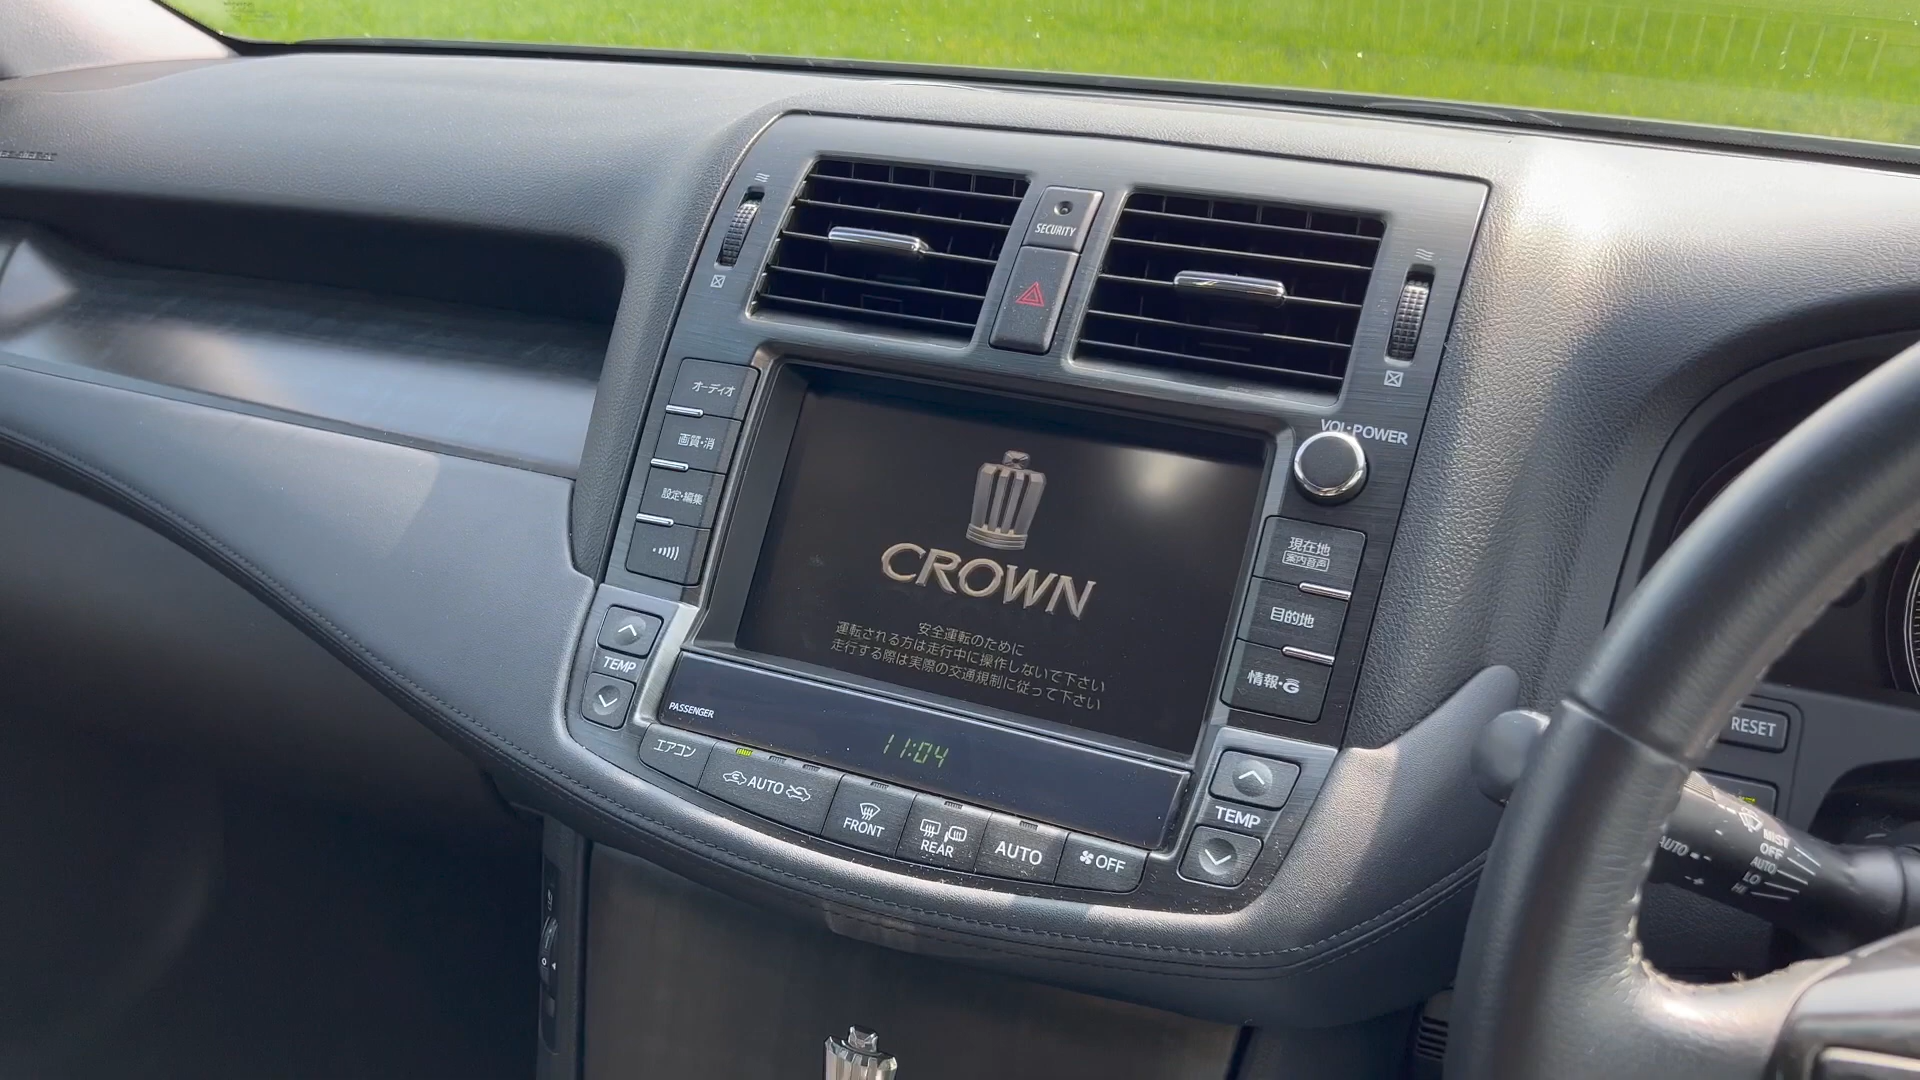 SECURITY
オーディオ
画質・消
設定・編集
VOL・POWER
現在地
案内音声
目的地
情報・G
CROWN
安全運転のために
運転される方は走行中に操作しないで下さい
走行する際は実際の交通規制に従って下さい
TEMP
PASSENGER
11:04
エアコン
AUTO
FRONT
REAR
AUTO
OFF
TEMP
RESET
MIST
OFF
AUTO
LO
HI
AUTO